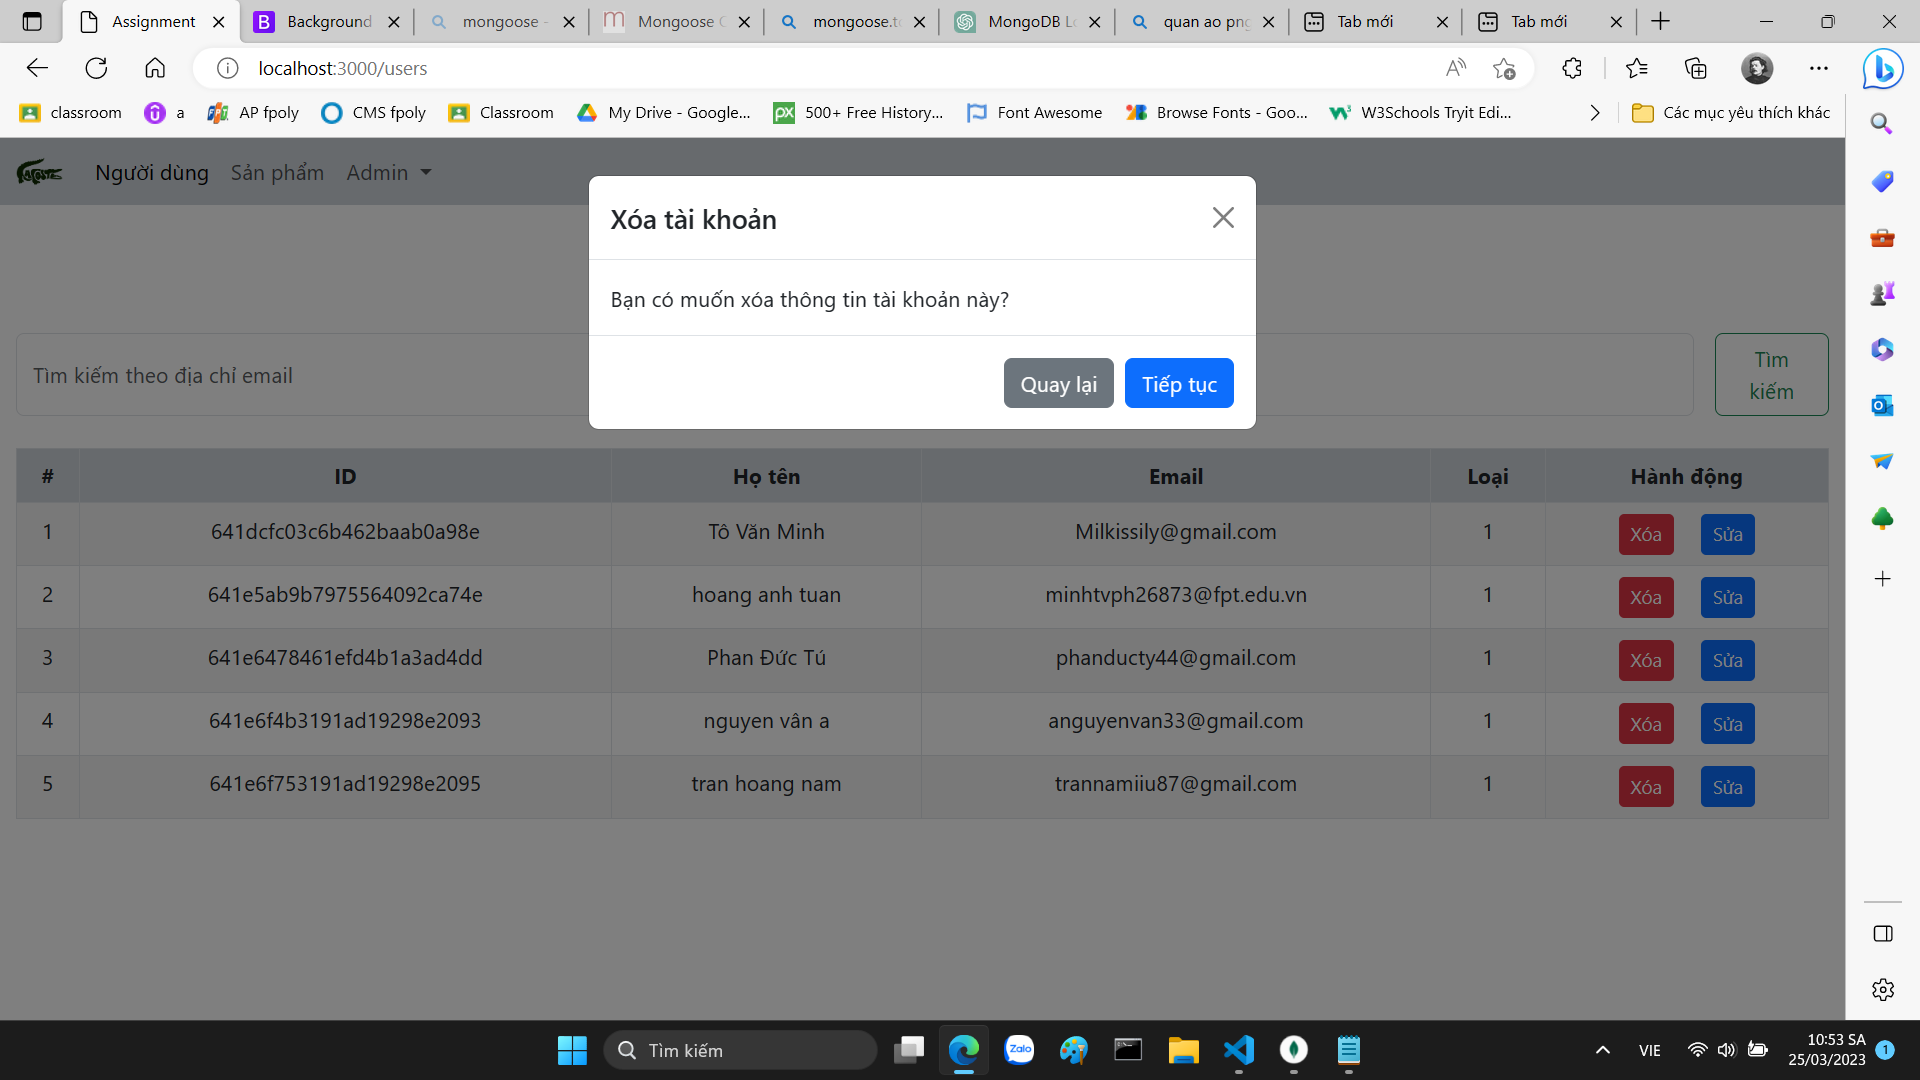 Assignment
Background
mongoose -
Mongoose
mongoose.t
MongoDB Lo
quan ao png
Tab mới
Tab mới
localhost:3000/users
classroom
a
AP fpoly
CMS fpoly
Classroom
My Drive - Google...
500+ Free History...
Font Awesome
Browse Fonts - Goo...
W3Schools Tryit Edi...
Các mục yêu thích khác
Người dùng Sản phẩm Admin
Xóa tài khoản
Bạn có muốn xóa thông tin tài khoản này?
Quay lại Tiếp tục
Tìm kiếm theo địa chỉ email
Tìm
kiếm
# ID Họ tên Email Loại Hành động
1 641dcfc03c6b462baab0a98e Tô Văn Minh Milkissily@gmail.com 1 Xóa Sửa
2 641e5ab9b7975564092ca74e hoang anh tuan minhtvph26873@fpt.edu.vn 1 Xóa Sửa
3 641e6478461efd4b1a3ad4dd Phan Đức Tú phanducty44@gmail.com 1 Xóa Sửa
4 641e6f4b3191ad19298e2093 nguyen vân a anguyenvan33@gmail.com 1 Xóa Sửa
5 641e6f753191ad19298e2095 tran hoang nam trannamiiu87@gmail.com 1 Xóa Sửa
Tìm kiếm
Zalo
VIE
10:53 SA
25/03/2023
1